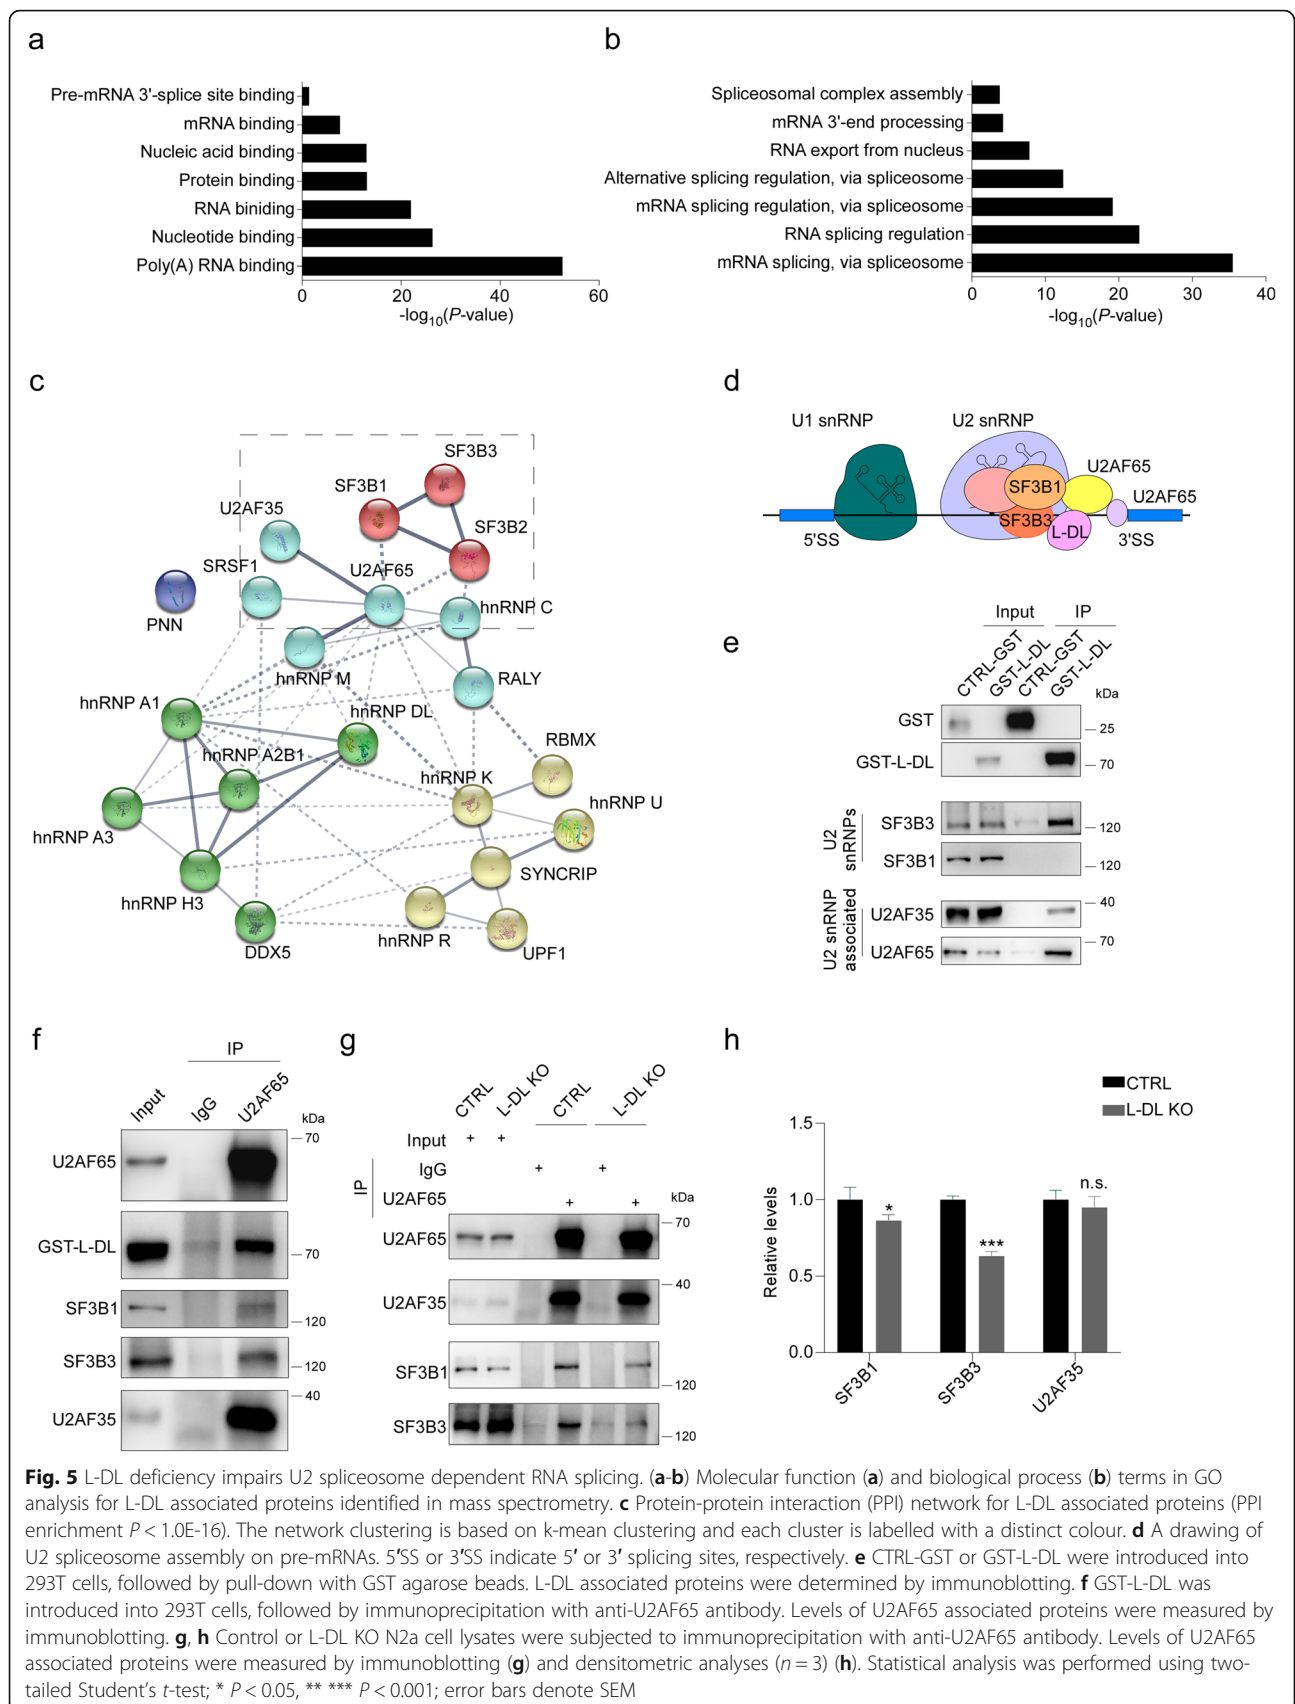 a
Pre-mRNA 3'-splice site binding
mRNA binding
Nucleic acid binding
Protein binding
RNA biniding
Nucleotide binding
Poly(A) RNA binding
0 20 40 60
-log10(P-value)
b
Spliceosomal complex assembly
mRNA 3'-end processing
RNA export from nucleus
Alternative splicing regulation, via spliceosome
mRNA splicing regulation, via spliceosome
RNA splicing regulation
mRNA splicing, via spliceosome
0 10 20 30 40
-log10(P-value)
c
SF3B3
SF3B1
U2AF35
SF3B2
SRSF1
U2AF65
PNN
hnRNP C
hnRNP M
RALY
hnRNP A1
hnRNP DL
RBMX
hnRNP A2B1
hnRNP K
hnRNP U
hnRNP A3
SYNCRIP
hnRNP H3
hnRNP R
DDX5
UPF1
d
U1 snRNP
U2 snRNP
U2AF65
SF3B1
U2AF65
SF3B3
L-DL
5'SS
3'SS
e
Input IP
CTRL-GST
GST-L-DL
CTRL-GST
GST-L-DL
kDa
GST
25
GST-L-DL
70
U2 snRNPs
SF3B3
120
SF3B1
120
U2 snRNP associated
U2AF35
40
U2AF65
70
f
IP
Input
IgG
U2AF65
kDa
70
U2AF65
GST-L-DL
70
SF3B1
120
SF3B3
120
40
U2AF35
g
CTRL
L-DL KO
CTRL
L-DL KO
Input + +
IP
IgG + +
U2AF65 + +
kDa
70
U2AF65
40
U2AF35
SF3B1
120
SF3B3
120
h
CTRL
L-DL KO
1.5
1.0
0.5
0.0
Relative levels
*
***
n.s.
SF3B1
SF3B3
U2AF35
Fig. 5 L-DL deficiency impairs U2 spliceosome dependent RNA splicing. (a-b) Molecular function (a) and biological process (b) terms in GO
analysis for L-DL associated proteins identified in mass spectrometry. c Protein-protein interaction (PPI) network for L-DL associated proteins (PPI
enrichment P < 1.0E-16). The network clustering is based on k-mean clustering and each cluster is labelled with a distinct colour. d A drawing of
U2 spliceosome assembly on pre-mRNAs. 5′SS or 3′SS indicate 5′ or 3′ splicing sites, respectively. e CTRL-GST or GST-L-DL were introduced into
293T cells, followed by pull-down with GST agarose beads. L-DL associated proteins were determined by immunoblotting. f GST-L-DL was
introduced into 293T cells, followed by immunoprecipitation with anti-U2AF65 antibody. Levels of U2AF65 associated proteins were measured by
immunoblotting. g, h Control or L-DL KO N2a cell lysates were subjected to immunoprecipitation with anti-U2AF65 antibody. Levels of U2AF65
associated proteins were measured by immunoblotting (g) and densitometric analyses (n = 3) (h). Statistical analysis was performed using two-
tailed Student's t-test; * P < 0.05, ** *** P < 0.001; error bars denote SEM